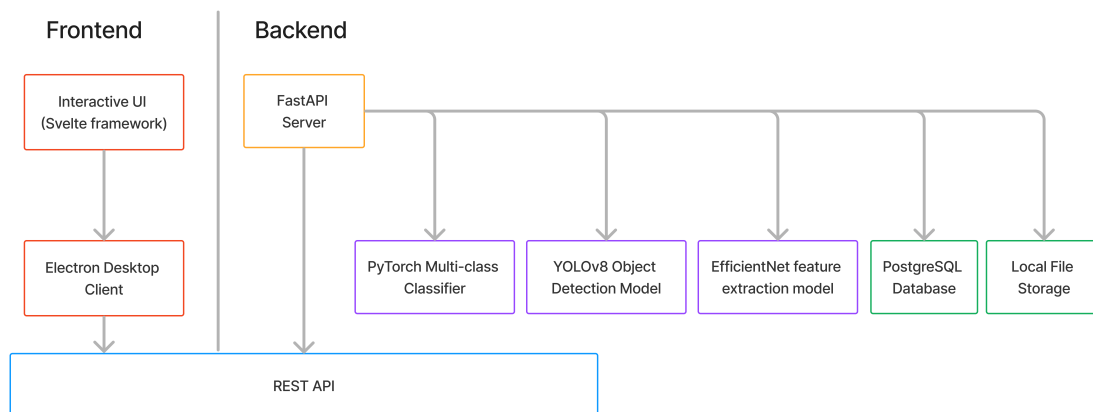 Frontend
Backend
Interactive UI
(Svelte framework)
FastAPI
Server
Electron Desktop
Client
PyTorch Multi-class
Classifier
YOLOv8 Object
Detection Model
EfficientNet feature
extraction model
PostgreSQL
Database
Local File
Storage
REST API